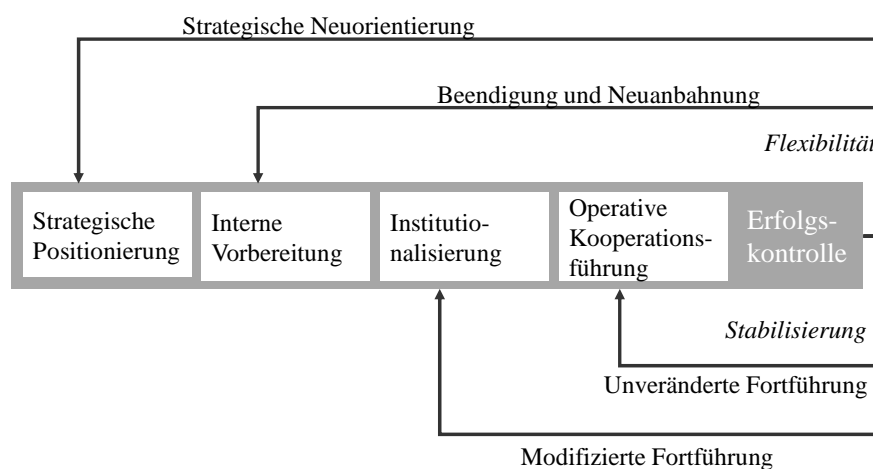 Strategische Neuorientierung
Beendigung und Neuanbahnung
Flexibilität
Strategische
Positionierung
Interne
Vorbereitung
Institutio-
nalisierung
Operative
Kooperations-
führung
Erfolgs-
kontrolle
Stabilisierung
Unveränderte Fortführung
Modifizierte Fortführung